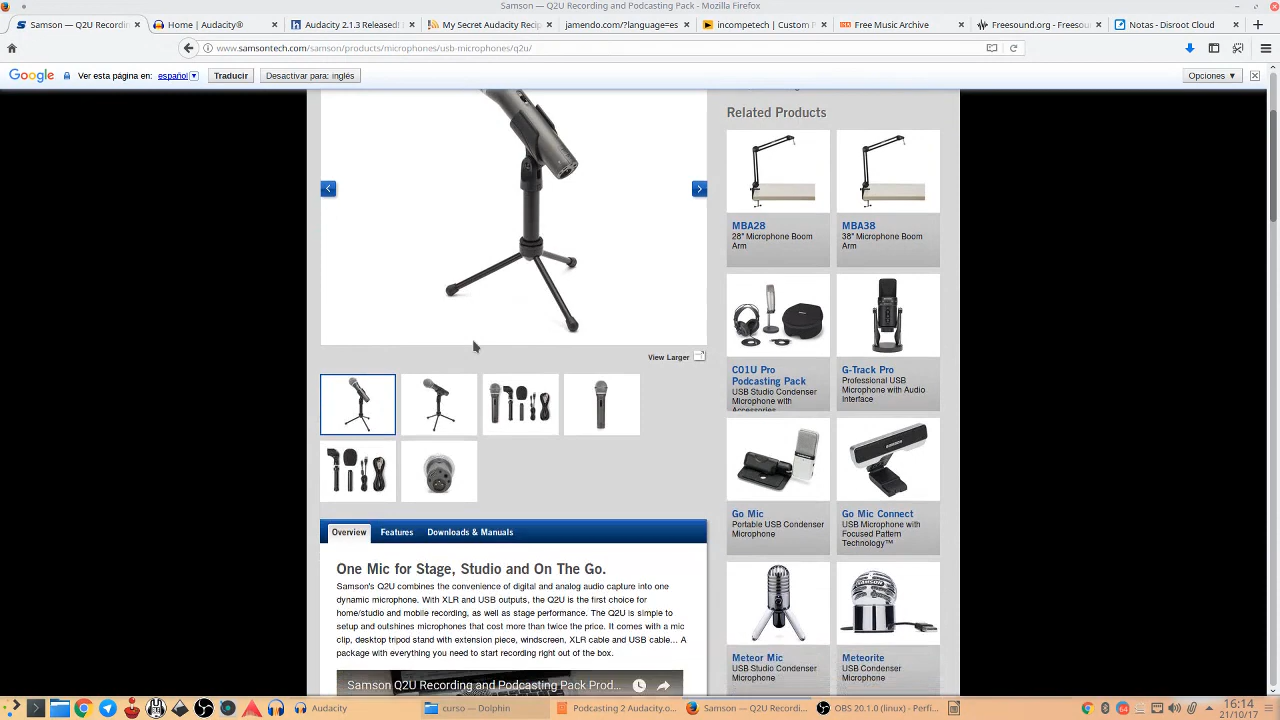 Samson — Q2U Recording and Podcasting Pack - Mozilla Firefox
Samson — Q2U Recordin
Home | Audacity®
Audacity 2.1.3 Released!
My Secret Audacity Recip
jamendo.com/?language=es
incompetech | Custom
Free Music Archive
Freesound.org - Freesou
Notas - Disroot Cloud
www.samsontech.com/samson/products/microphones/usb-microphones/q2u/
Google Ver esta página en: español Traducir Desactivar para: inglés Opciones ▼
Related Products
MBA28
28" Microphone Boom
Arm
MBA38
38" Microphone Boom
Arm
View Larger
C01U Pro
Podcasting Pack
USB Studio Condenser
Microphone with
Accessories
G-Track Pro
Professional USB
Microphone with Audio
Interface
Go Mic
Portable USB Condenser
Microphone
Go Mic Connect
USB Microphone with
Focused Pattern
Technology™
Overview Features Downloads & Manuals
One Mic for Stage, Studio and On The Go.
Samson's Q2U combines the convenience of digital and analog audio capture into one
dynamic microphone. With XLR and USB outputs, the Q2U is the first choice for
home/studio and mobile recording, as well as stage performance. The Q2U is simple to
setup and outshines microphones that cost more than twice the price. It comes with a mic
clip, desktop tripod stand with extension piece, windscreen, XLR cable and USB cable... A
package with everything you need to start recording right out of the box.
Samson Q2U Recording and Podcasting Pack Prod...
Meteor Mic
USB Studio Condenser
Microphone
Meteorite
USB Condenser
Microphone
Audacity
curso — Dolphin
Podcasting 2 Audacity.o...
Samson — Q2U Recordi...
OBS 20.1.0 (linux) - Perfi...
64
16:14
21/10/17